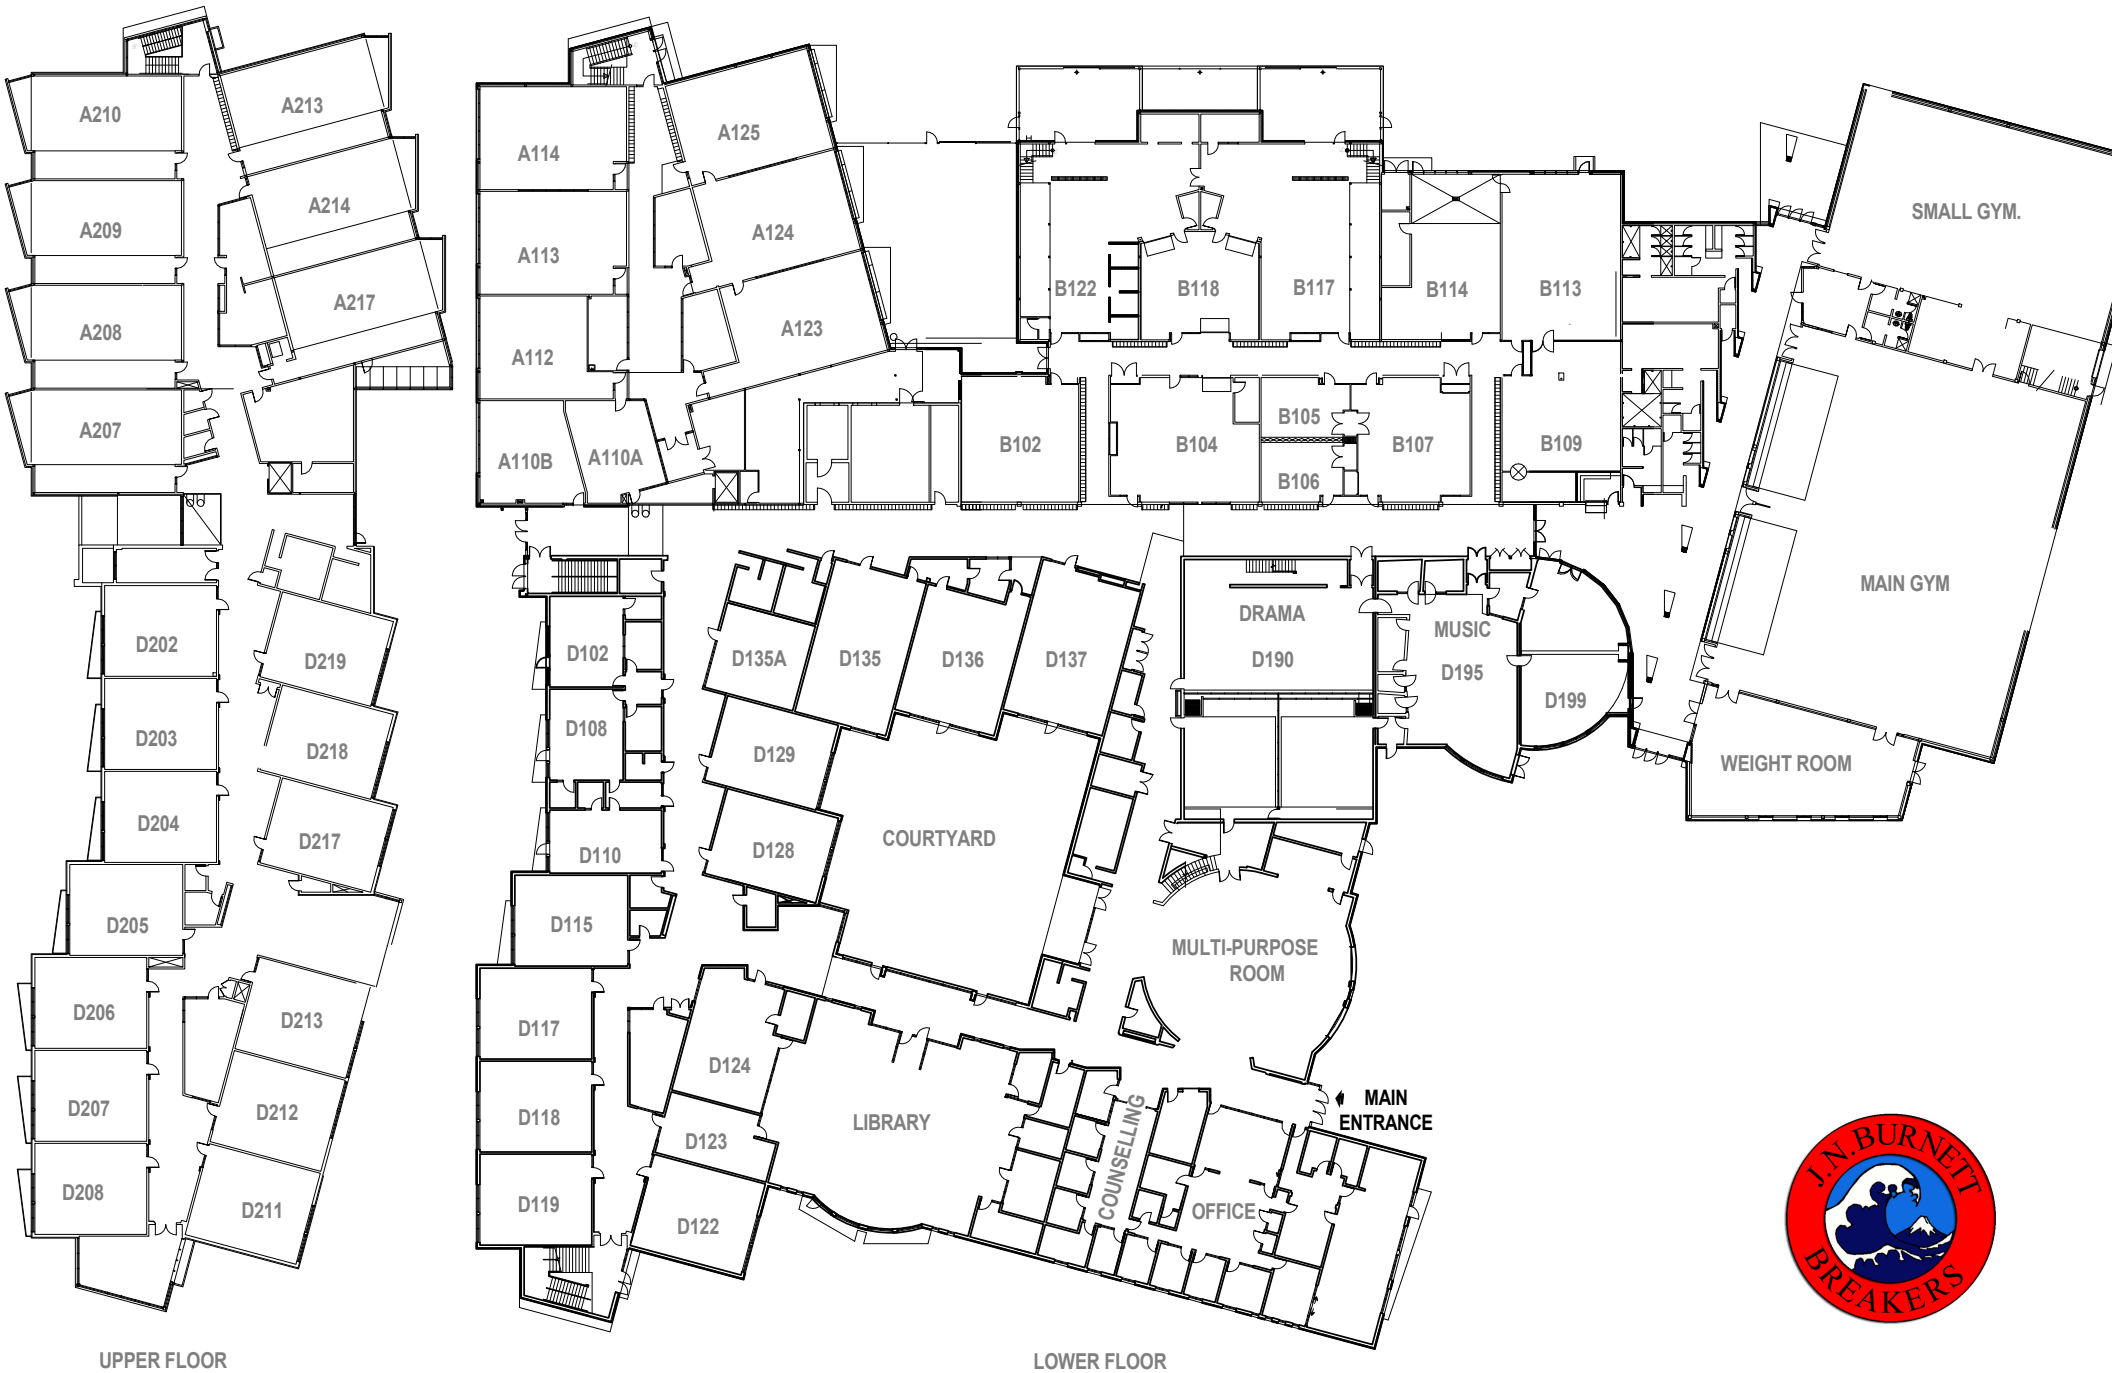 A210
A213
A209
A214
A208
A217
A207
D202
D219
D203
D218
D204
D217
D205
D206
D213
D207
D212
D208
D211
UPPER FLOOR
A114
A125
A113
A124
A112
A123
A110B
A110A
B122
B118
B117
B114
B113
B102
B104
B105
B106
B107
B109
SMALL GYM.
MAIN GYM
WEIGHT ROOM
D102
D135A
D135
D136
D137
DRAMA
D190
MUSIC
D195
D199
D108
D129
D110
D128
COURTYARD
D115
MULTI-PURPOSE
ROOM
D117
D124
D118
D123
LIBRARY
COUNSELLING
MAIN
ENTRANCE
D119
D122
OFFICE
LOWER FLOOR
J.N.BURNETT
BREAKERS